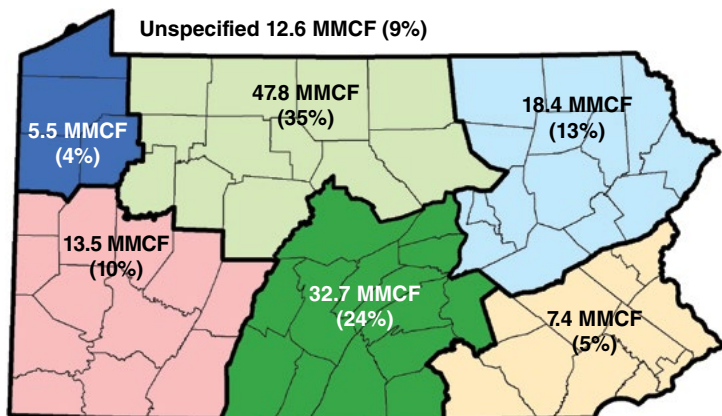 Unspecified 12.6 MMCF (9%)
47.8 MMCF
(35%)
18.4 MMCF
(13%)
5.5 MMCF
(4%)
13.5 MMCF
(10%)
32.7 MMCF
(24%)
7.4 MMCF
(5%)